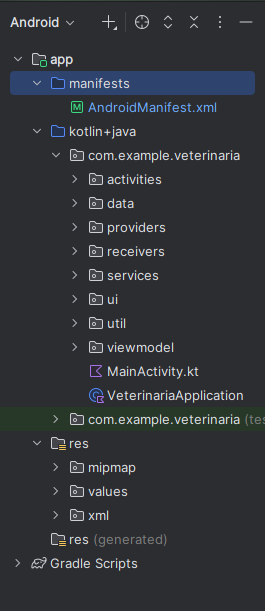 Android
app
manifests
AndroidManifest.xml
kotlin+java
com.example.veterinaria
activities
data
providers
receivers
services
ui
util
viewmodel
MainActivity.kt
VeterinariaApplication
com.example.veterinaria (te
res
mipmap
values
xml
res (generated)
Gradle Scripts